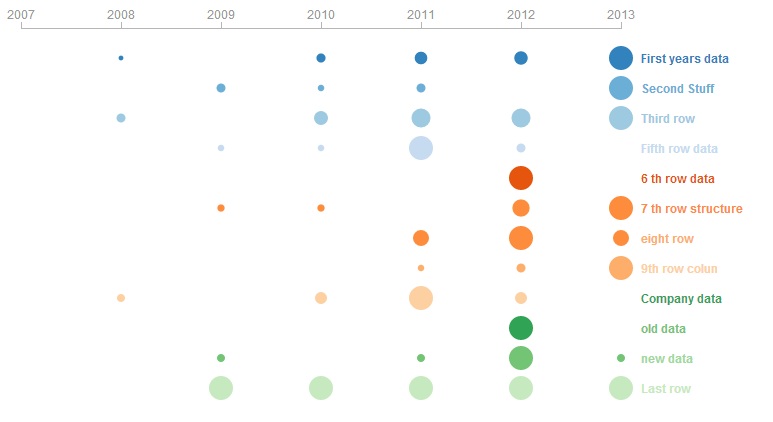 2007 2008 2009 2010 2011 2012 2013
First years data
Second Stuff
Third row
Fifth row data
6 th row data
7 th row structure
eight row
9th row colun
Company data
old data
new data
Last row